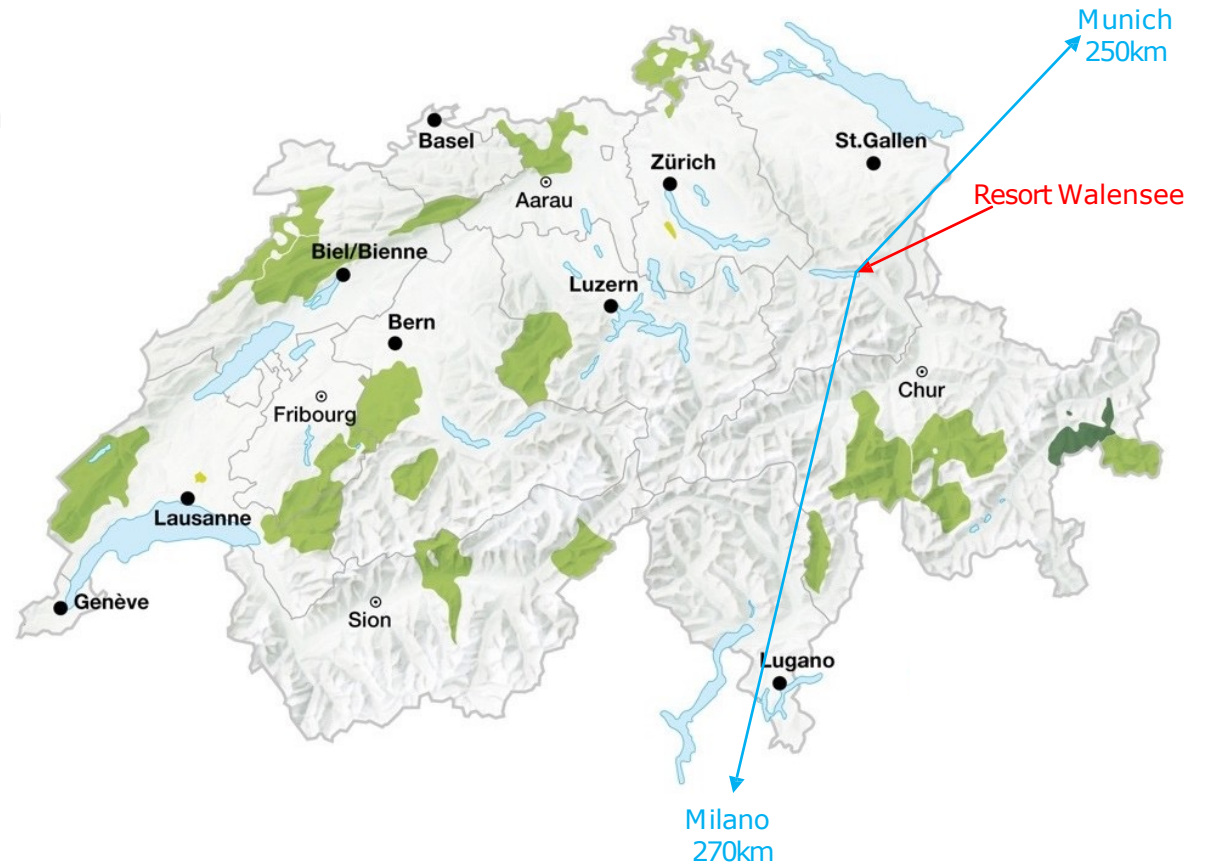 Munich
250km
Basel
St.Gallen
Zürich
Aarau
Resort Walensee
Biel/Bienne
Luzern
Bern
Chur
Fribourg
Lausanne
Genève
Sion
Lugano
Milano
270km